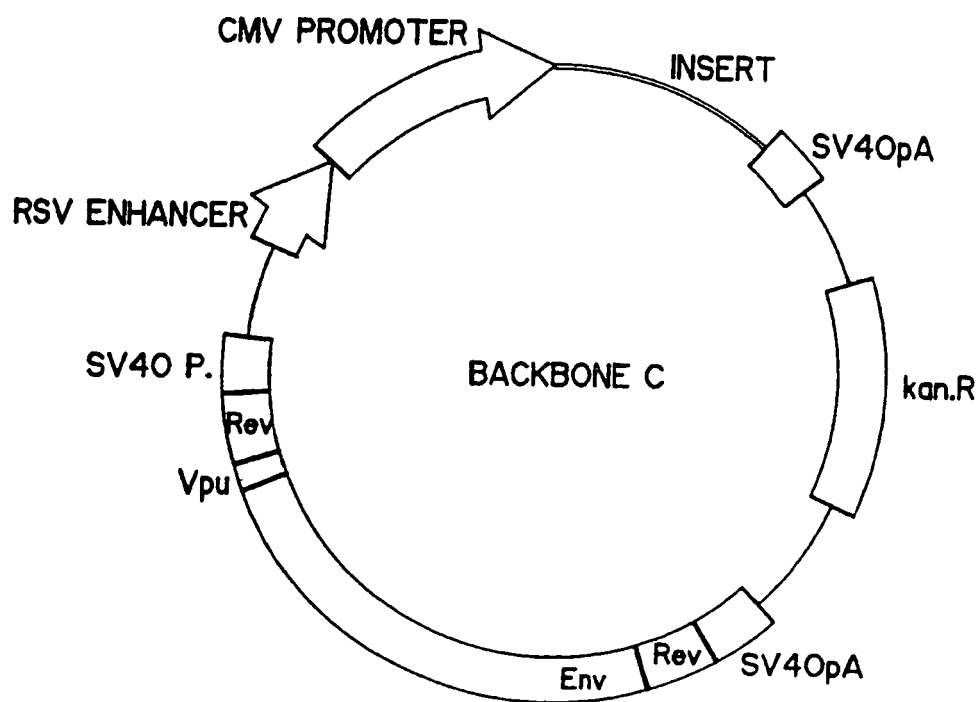 CMV PROMOTER
INSERT
SV40pA
RSV ENHANCER
SV40 P.
BACKBONE C
kan.R
Rev
Vpu
Env
Rev
SV40pA